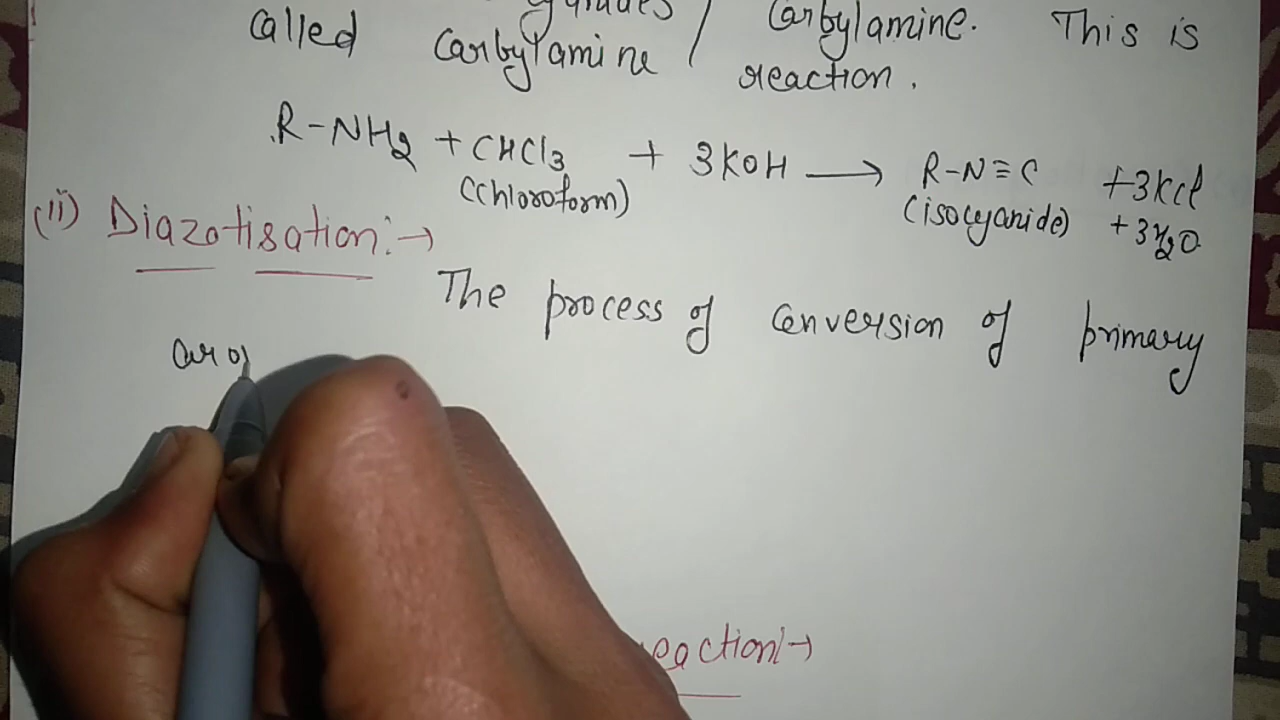 Carbylamine. This is
called Carbylamine / reaction.
R-NH2 + CHCl3 + 3KOH → R-N≡C +3KCl
(Chloroform) (isocyanide) +3H2O
(ii) Diazotisation:→
The process of conversion of primary
aro
reaction:→